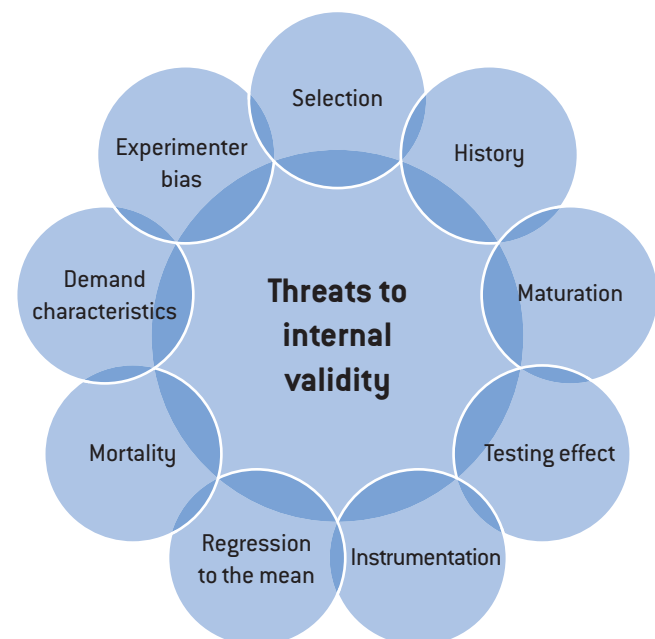 Threats to
internal
validity
Selection
History
Maturation
Testing effect
Instrumentation
Regression
to the mean
Mortality
Demand
characteristics
Experimenter
bias